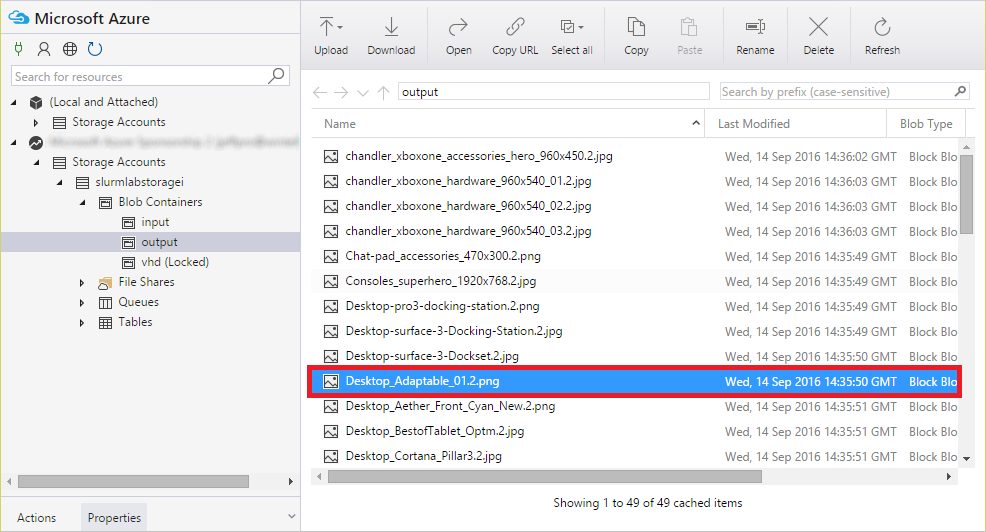 Microsoft Azure
Search for resources
(Local and Attached)
Storage Accounts
Storage Accounts
slurmlabstoragei
Blob Containers
input
output
vhd (Locked)
File Shares
Queues
Tables
Actions Properties
Upload Download Open Copy URL Select all Copy Paste Rename Delete Refresh
output Search by prefix (case-sensitive)
Name Last Modified Blob Type
chandler_xboxone_accessories_hero_960x450.2.jpg Wed, 14 Sep 2016 14:36:02 GMT Block Blo
chandler_xboxone_hardware_960x540_01.2.jpg Wed, 14 Sep 2016 14:36:03 GMT Block Blo
chandler_xboxone_hardware_960x540_02.2.jpg Wed, 14 Sep 2016 14:36:03 GMT Block Blo
chandler_xboxone_hardware_960x540_03.2.jpg Wed, 14 Sep 2016 14:36:03 GMT Block Blo
Chat-pad_accessories_470x300.2.png Wed, 14 Sep 2016 14:35:49 GMT Block Blo
Consoles_superhero_1920x768.2.jpg Wed, 14 Sep 2016 14:35:49 GMT Block Blo
Desktop-pro3-docking-station.2.png Wed, 14 Sep 2016 14:35:49 GMT Block Blo
Desktop-surface-3-Docking-Station.2.jpg Wed, 14 Sep 2016 14:35:49 GMT Block Blo
Desktop-surface-3-Dockset.2.jpg Wed, 14 Sep 2016 14:35:50 GMT Block Blo
Desktop_Adaptable_01.2.png Wed, 14 Sep 2016 14:35:50 GMT Block Blo
Desktop_Aether_Front_Cyan_New.2.png Wed, 14 Sep 2016 14:35:51 GMT Block Blo
Desktop_BestofTablet_Optm.2.jpg Wed, 14 Sep 2016 14:35:51 GMT Block Blo
Desktop_Cortana_Pillar3.2.jpg Wed, 14 Sep 2016 14:35:51 GMT Block Blo
Showing 1 to 49 of 49 cached items